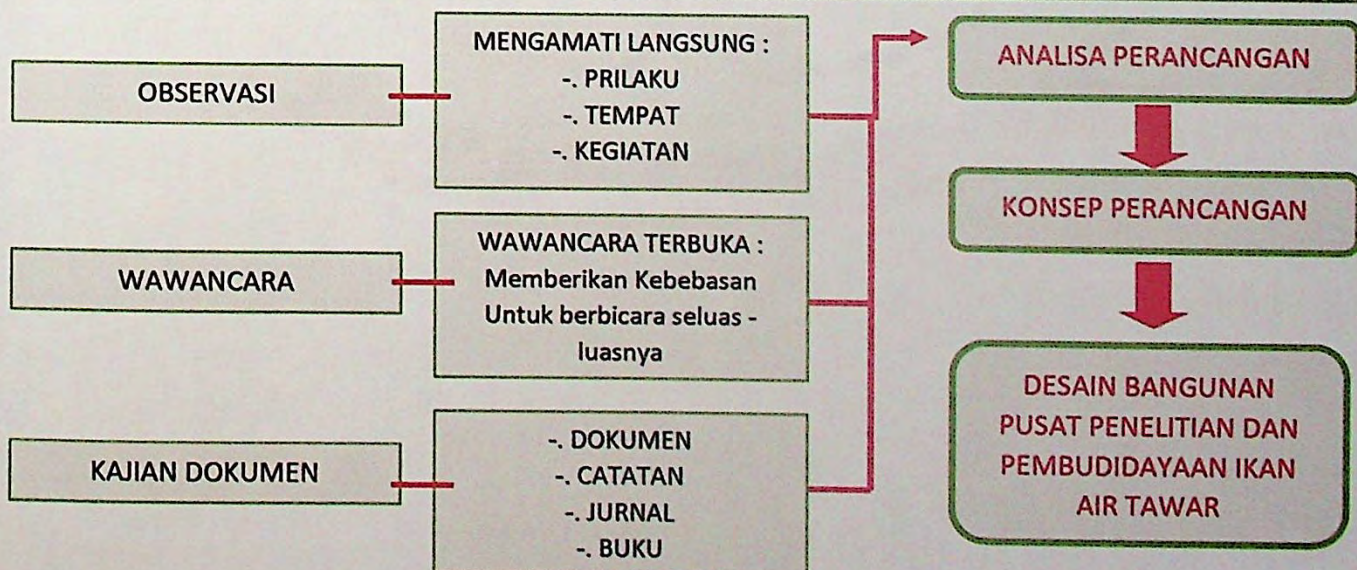 OBSERVASI
MENGAMATI LANGSUNG :
-. PRILAKU
-. TEMPAT
-. KEGIATAN
WAWANCARA
WAWANCARA TERBUKA :
Memberikan Kebebasan
Untuk berbicara seluas -
luasnya
KAJIAN DOKUMEN
-. DOKUMEN
-. CATATAN
-. JURNAL
-. BUKU
ANALISA PERANCANGAN
KONSEP PERANCANGAN
DESAIN BANGUNAN
PUSAT PENELITIAN DAN
PEMBUDIDAYAAN IKAN
AIR TAWAR